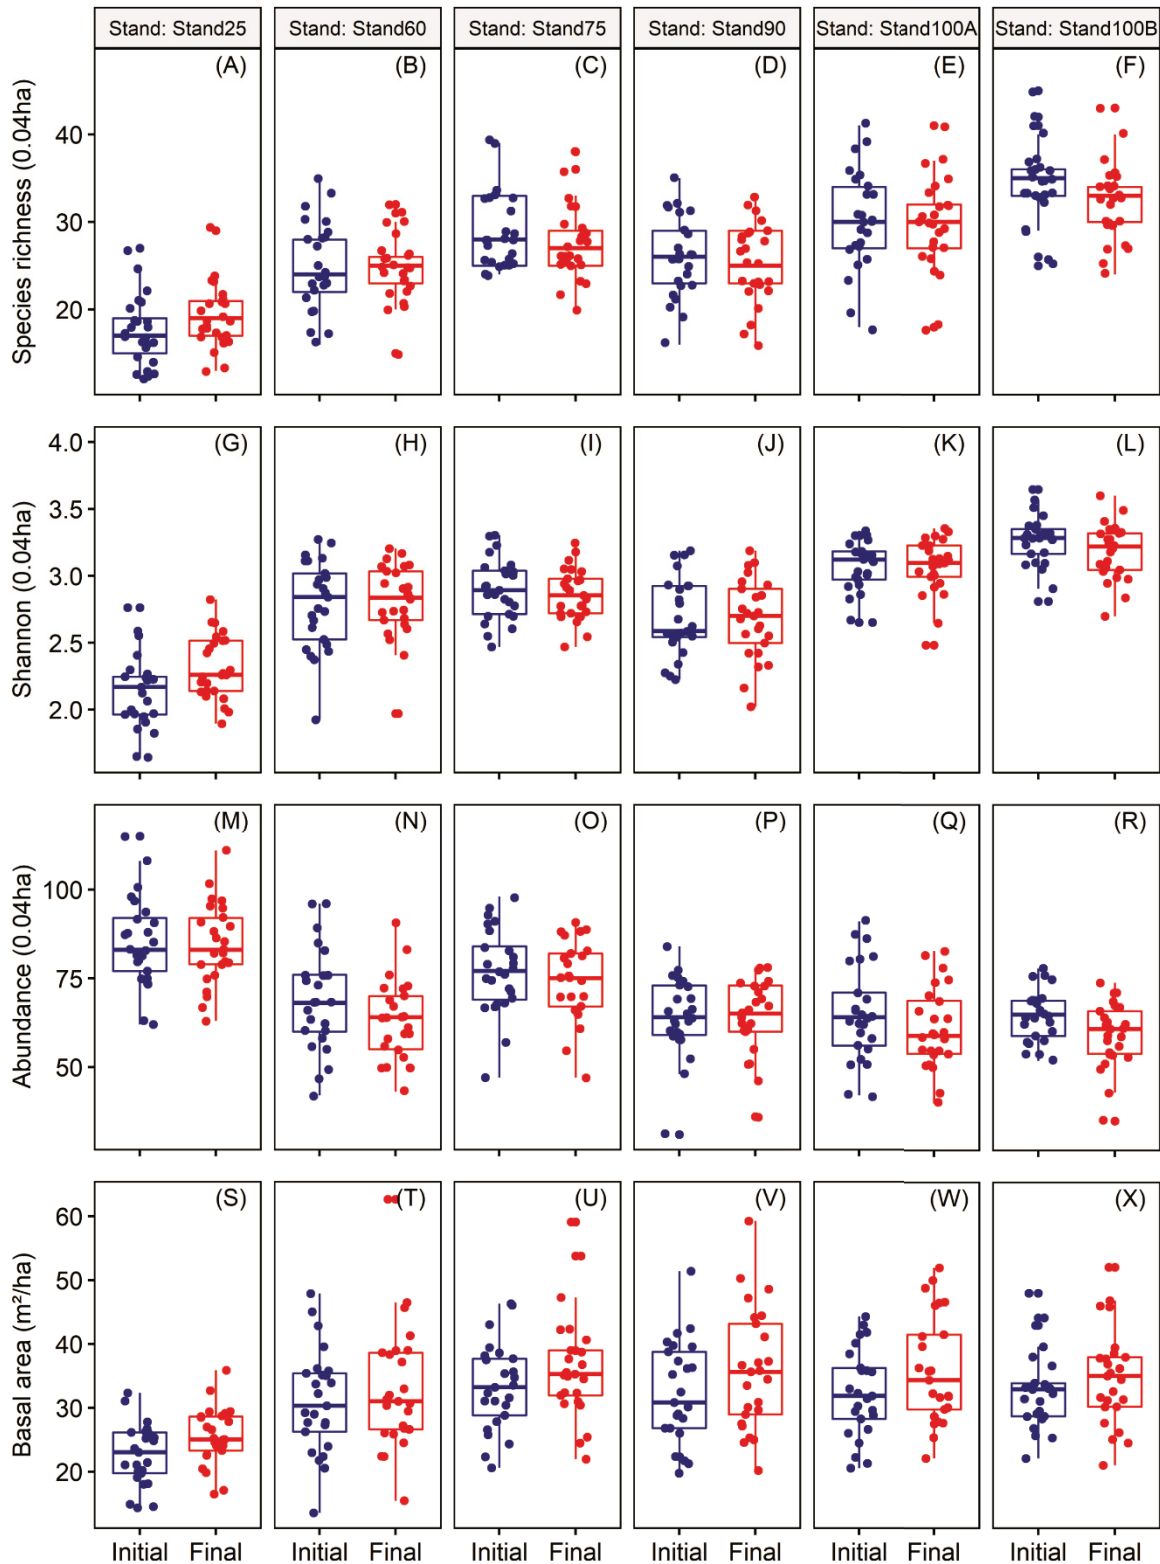 Stand: Stand25 Stand: Stand60 Stand: Stand75 Stand: Stand90 Stand: Stand100A Stand: Stand100B
(A) (B) (C) (D) (E) (F)
Species richness (0.04ha)
40
30
20
(G) (H) (I) (J) (K) (L)
Shannon (0.04ha)
4.0
3.5
3.0
2.5
2.0
(M) (N) (O) (P) (Q) (R)
Abundance (0.04ha)
100
75
50
(S) (T) (U) (V) (W) (X)
Basal area (m²/ha)
60
50
40
30
20
Initial Final Initial Final Initial Final Initial Final Initial Final Initial Final